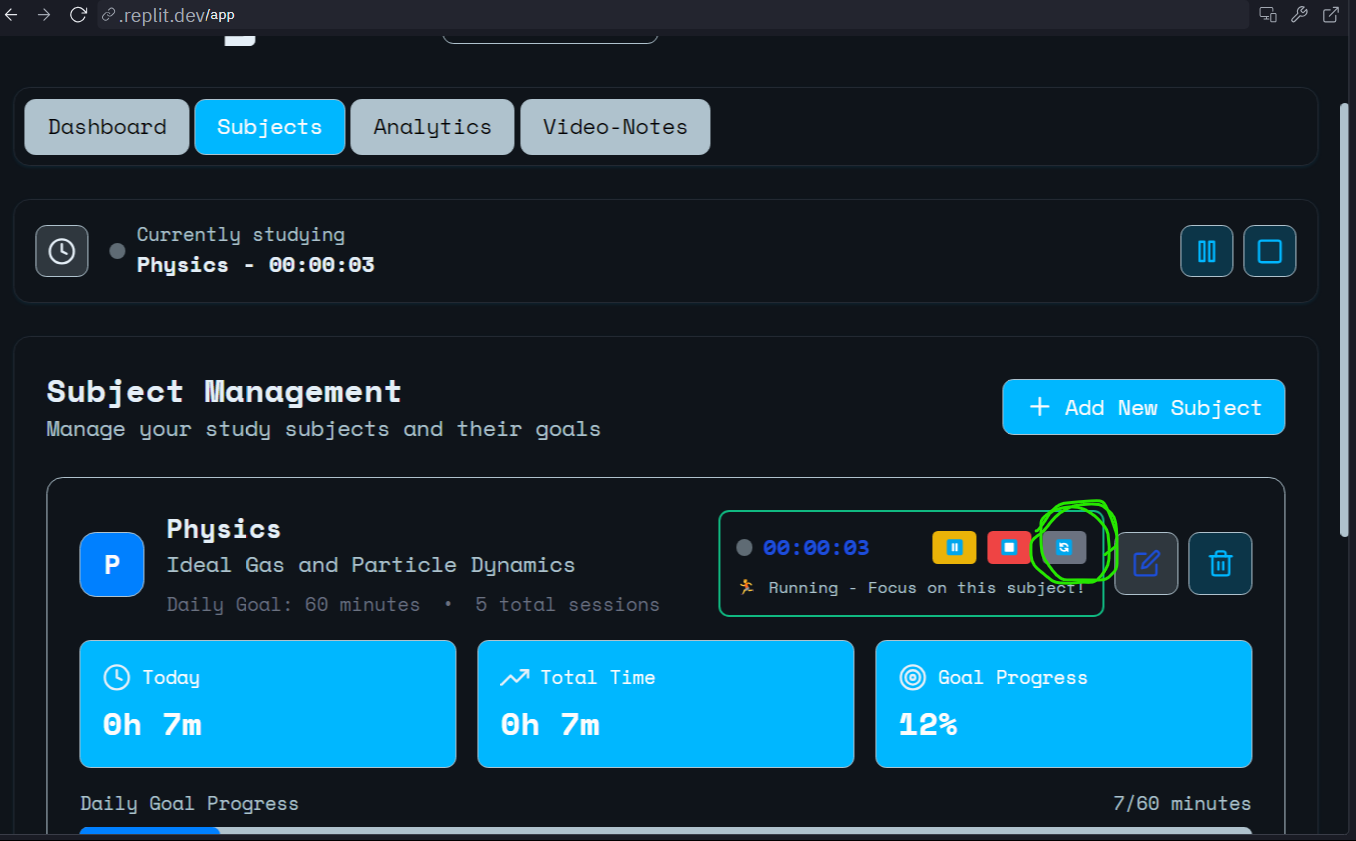 .replit.dev/app
Dashboard
Subjects
Analytics
Video-Notes
Currently studying
Physics - 00:00:03
Subject Management
Manage your study subjects and their goals
+ Add New Subject
P
Physics
Ideal Gas and Particle Dynamics
Daily Goal: 60 minutes • 5 total sessions
00:00:03
🏃 Running - Focus on this subject!
Today
0h 7m
Total Time
0h 7m
Goal Progress
12%
Daily Goal Progress
7/60 minutes